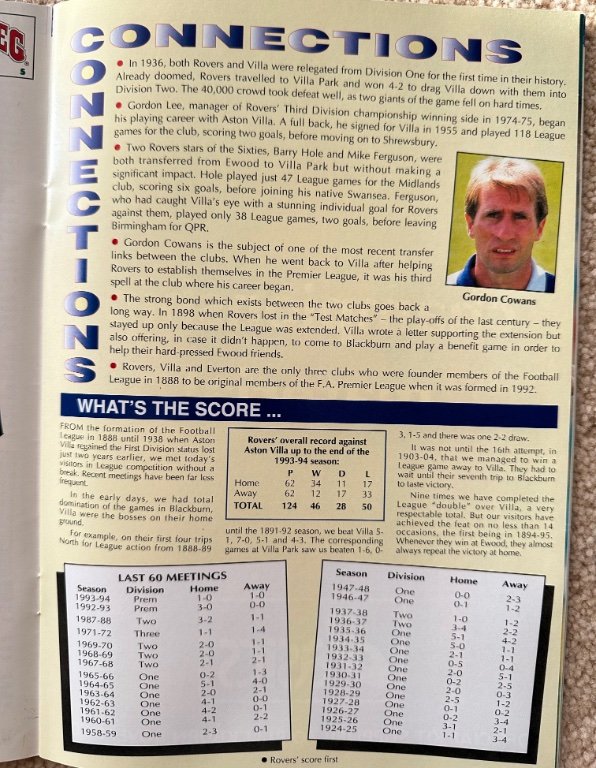 CONNECTIONS
CONNECTIONS
• In 1936, both Rovers and Villa were relegated from Division One for the first time in their history.
Already doomed, Rovers travelled to Villa Park and won 4-2 to drag Villa down with them into
Division Two. The 40,000 crowd took defeat well, as two giants of the game fell on hard times.
• Gordon Lee, manager of Rovers' Third Division championship winning side in 1974-75, began
his playing career with Aston Villa. A full back, he signed for Villa in 1955 and played 118 League
games for the club, scoring two goals, before moving on to Shrewsbury.
• Two Rovers stars of the Sixties, Barry Hole and Mike Ferguson, were
both transferred from Ewood to Villa Park but without making a
significant impact. Hole played just 47 League games for the Midlands
club, scoring six goals, before joining his native Swansea. Ferguson,
who had caught Villa's eye with a stunning individual goal for Rovers
against them, played only 38 League games, two goals, before leaving
Birmingham for QPR.
• Gordon Cowans is the subject of one of the most recent transfer
links between the clubs. When he went back to Villa after helping
Rovers to establish themselves in the Premier League, it was his third
spell at the club where his career began.
Gordon Cowans
• The strong bond which exists between the two clubs goes back a
long way. In 1898 when Rovers lost in the "Test Matches" – the play-offs of the last century – they
stayed up only because the League was extended. Villa wrote a letter supporting the extension but
also offering, in case it didn't happen, to come to Blackburn and play a benefit game in order to
help their hard-pressed Ewood friends.
• Rovers, Villa and Everton are the only three clubs who were founder members of the Football
League in 1888 to be original members of the F.A. Premier League when it was formed in 1992.
WHAT'S THE SCORE ...
FROM the formation of the Football
League in 1888 until 1938 when Aston
Villa regained the First Division status lost
just two years earlier, we met today's
visitors in League competition without a
break. Recent meetings have been far less
frequent.
In the early days, we had total
domination of the games in Blackburn,
Villa were the bosses on their home
ground.
For example, on their first four trips
North for League action from 1888-89
Rovers' overall record against
Aston Villa up to the end of the
1993-94 season:
P W D L
Home 62 34 11 17
Away 62 12 17 33
TOTAL 124 46 28 50
until the 1891-92 season, we beat Villa 5-
1, 7-0, 5-1 and 4-3. The corresponding
games at Villa Park saw us beaten 1-6, 0-
3, 1-5 and there was one 2-2 draw.
It was not until the 16th attempt, in
1903-04, that we managed to win a
League game away to Villa. They had to
wait until their seventh trip to Blackburn
to taste victory.
Nine times we have completed the
League "double" over Villa, a very
respectable total. But our visitors have
achieved the feat on no less than 14
occasions, the first being in 1894-95.
Whenever they win at Ewood, they almost
always repeat the victory at home.
LAST 60 MEETINGS
Season Division Home Away
1993-94 Prem 1-0 1-0
1992-93 Prem 3-0 0-0
1987-88 Two 3-2 1-1
1971-72 Three 1-1 1-4
1969-70 Two 2-0 1-1
1968-69 Two 2-0 1-1
1967-68 Two 2-1 2-1
1965-66 One 0-2 1-3
1964-65 One 5-1 4-0
1963-64 One 2-0 2-1
1962-63 One 4-1 0-0
1961-62 One 4-2 0-1
1960-61 One 4-1 2-2
1958-59 One 2-3 0-1
Season Division Home Away
1947-48 One 0-0 2-3
1946-47 One 0-1 1-2
1937-38 Two 1-0 1-2
1936-37 Two 3-4 2-2
1935-36 One 5-1 4-2
1934-35 One 5-0 1-1
1933-34 One 2-1 1-1
1932-33 One 0-5 0-4
1931-32 One 2-0 5-1
1930-31 One 0-2 2-5
1929-30 One 2-0 0-3
1928-29 One 2-5 1-2
1927-28 One 0-1 0-2
1926-27 One 0-2 3-4
1925-26 One 3-1 2-1
1924-25 One 1-1 3-4
• Rovers' score first